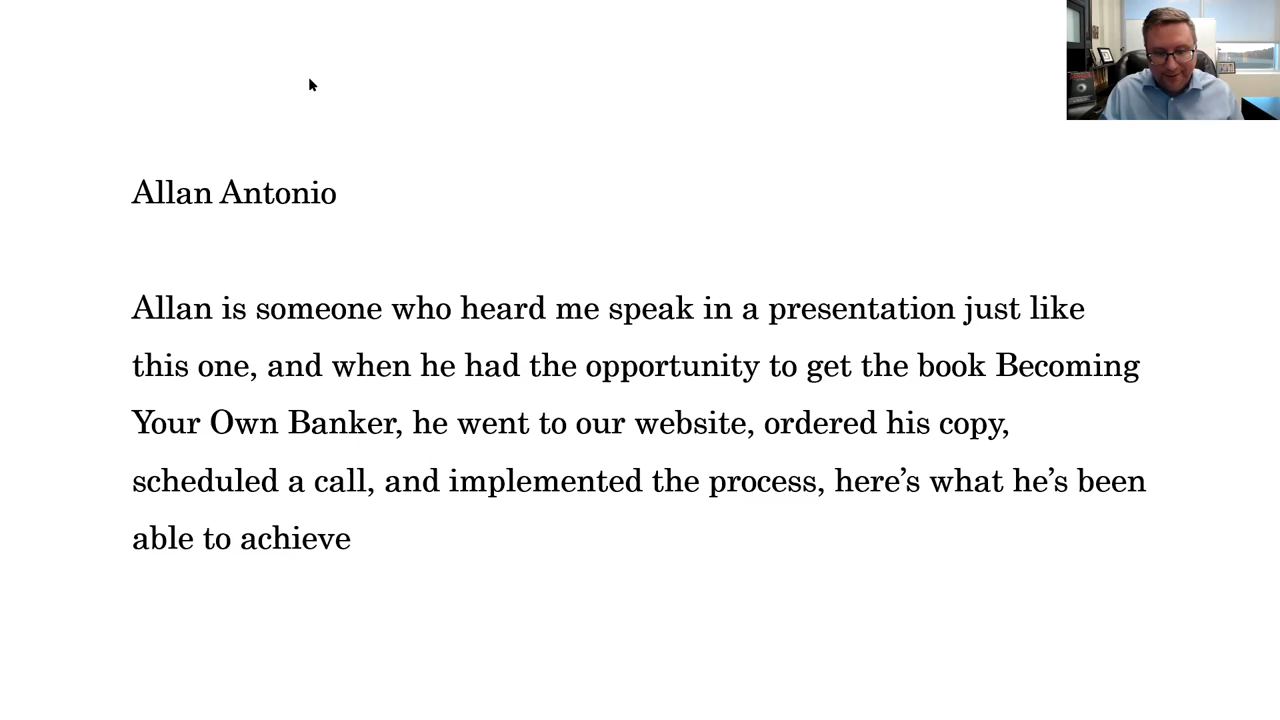 Allan Antonio
Allan is someone who heard me speak in a presentation just like
this one, and when he had the opportunity to get the book Becoming
Your Own Banker, he went to our website, ordered his copy,
scheduled a call, and implemented the process, here’s what he’s been
able to achieve